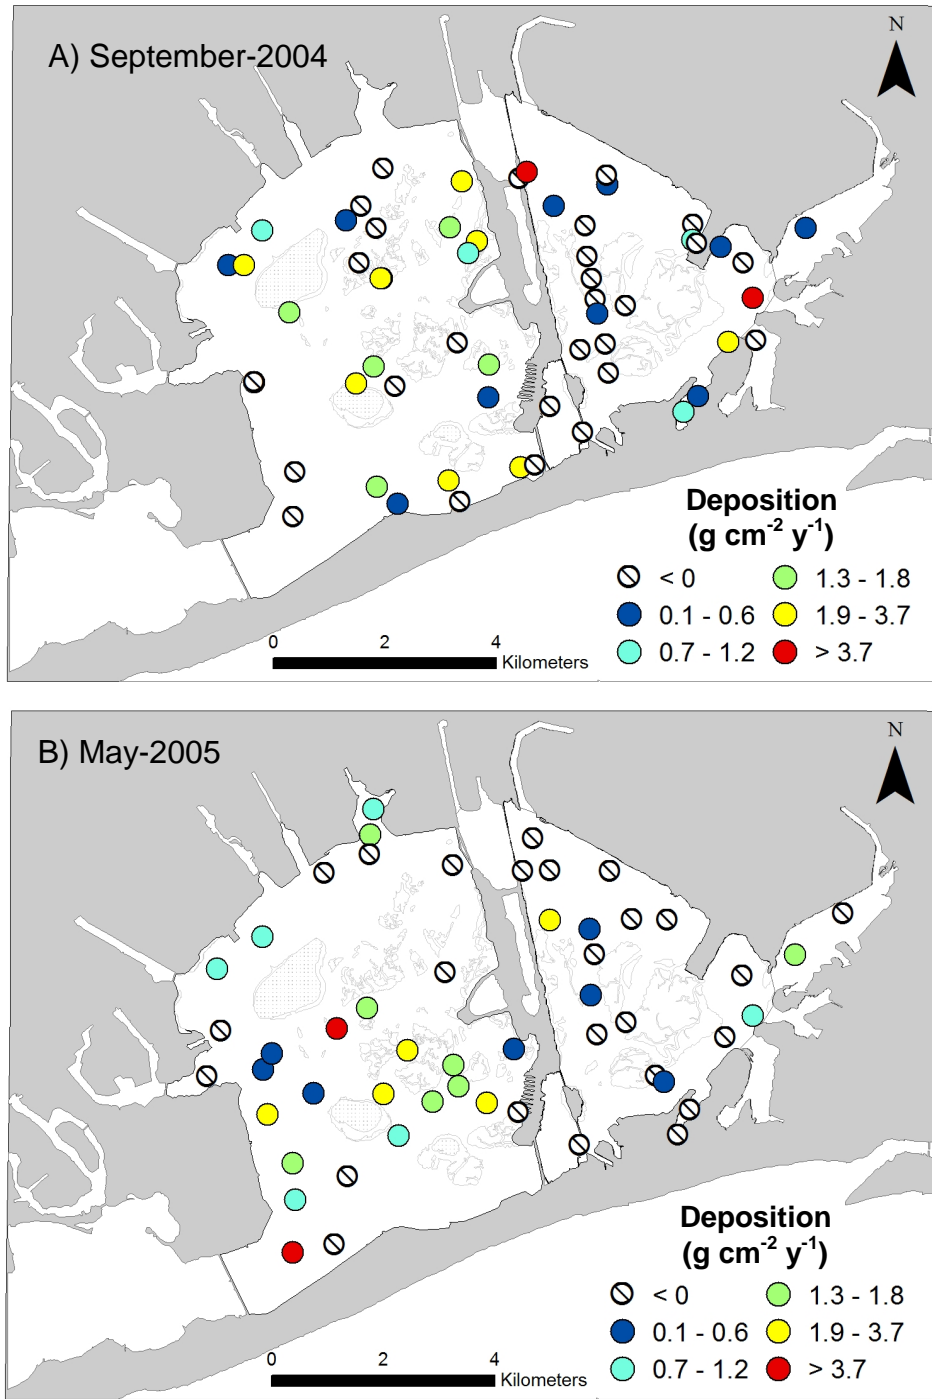 A) September-2004
N
Deposition
(g cm⁻² y⁻¹)
< 0
1.3 - 1.8
0.1 - 0.6
1.9 - 3.7
0.7 - 1.2
> 3.7
0 2 4
Kilometers
B) May-2005
N
Deposition
(g cm⁻² y⁻¹)
< 0
1.3 - 1.8
0.1 - 0.6
1.9 - 3.7
0.7 - 1.2
> 3.7
0 2 4
Kilometers